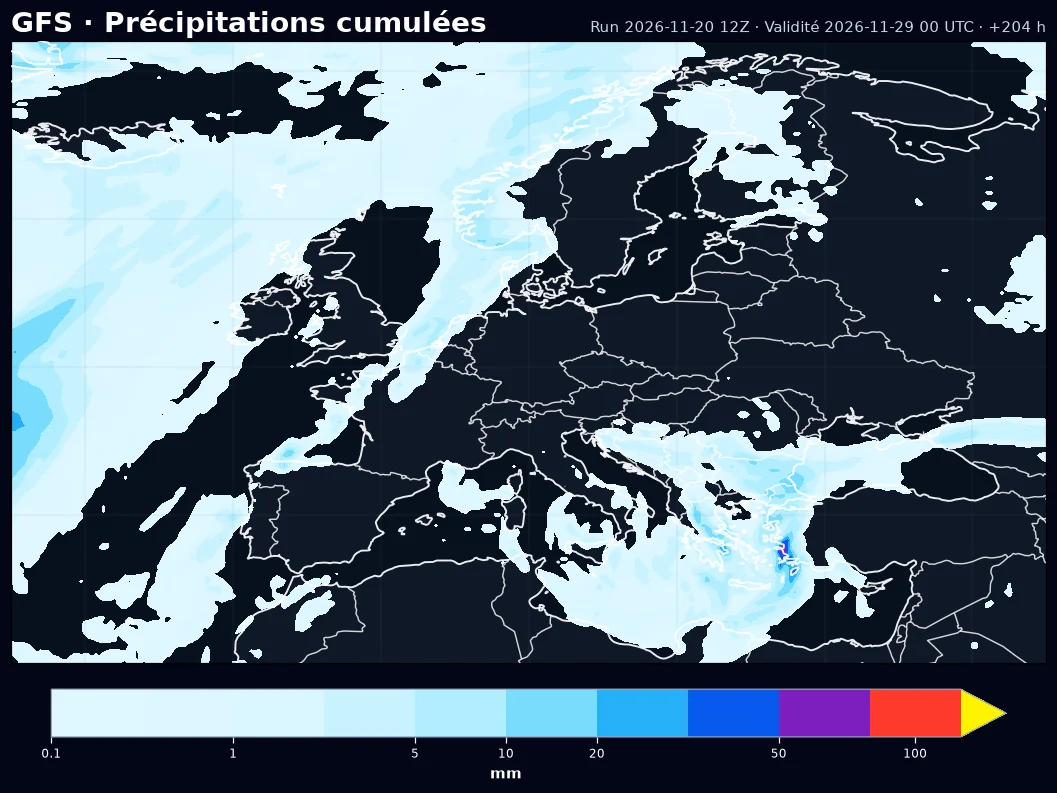 GFS · Précipitations cumulées
Run 2026-11-20 12Z · Validité 2026-11-29 00 UTC · +204 h
0.1 1 5 10 20 50 100
mm